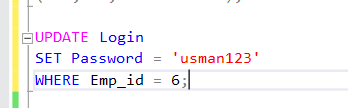 UPDATE Login
SET Password = 'usman123'
WHERE Emp_id = 6;